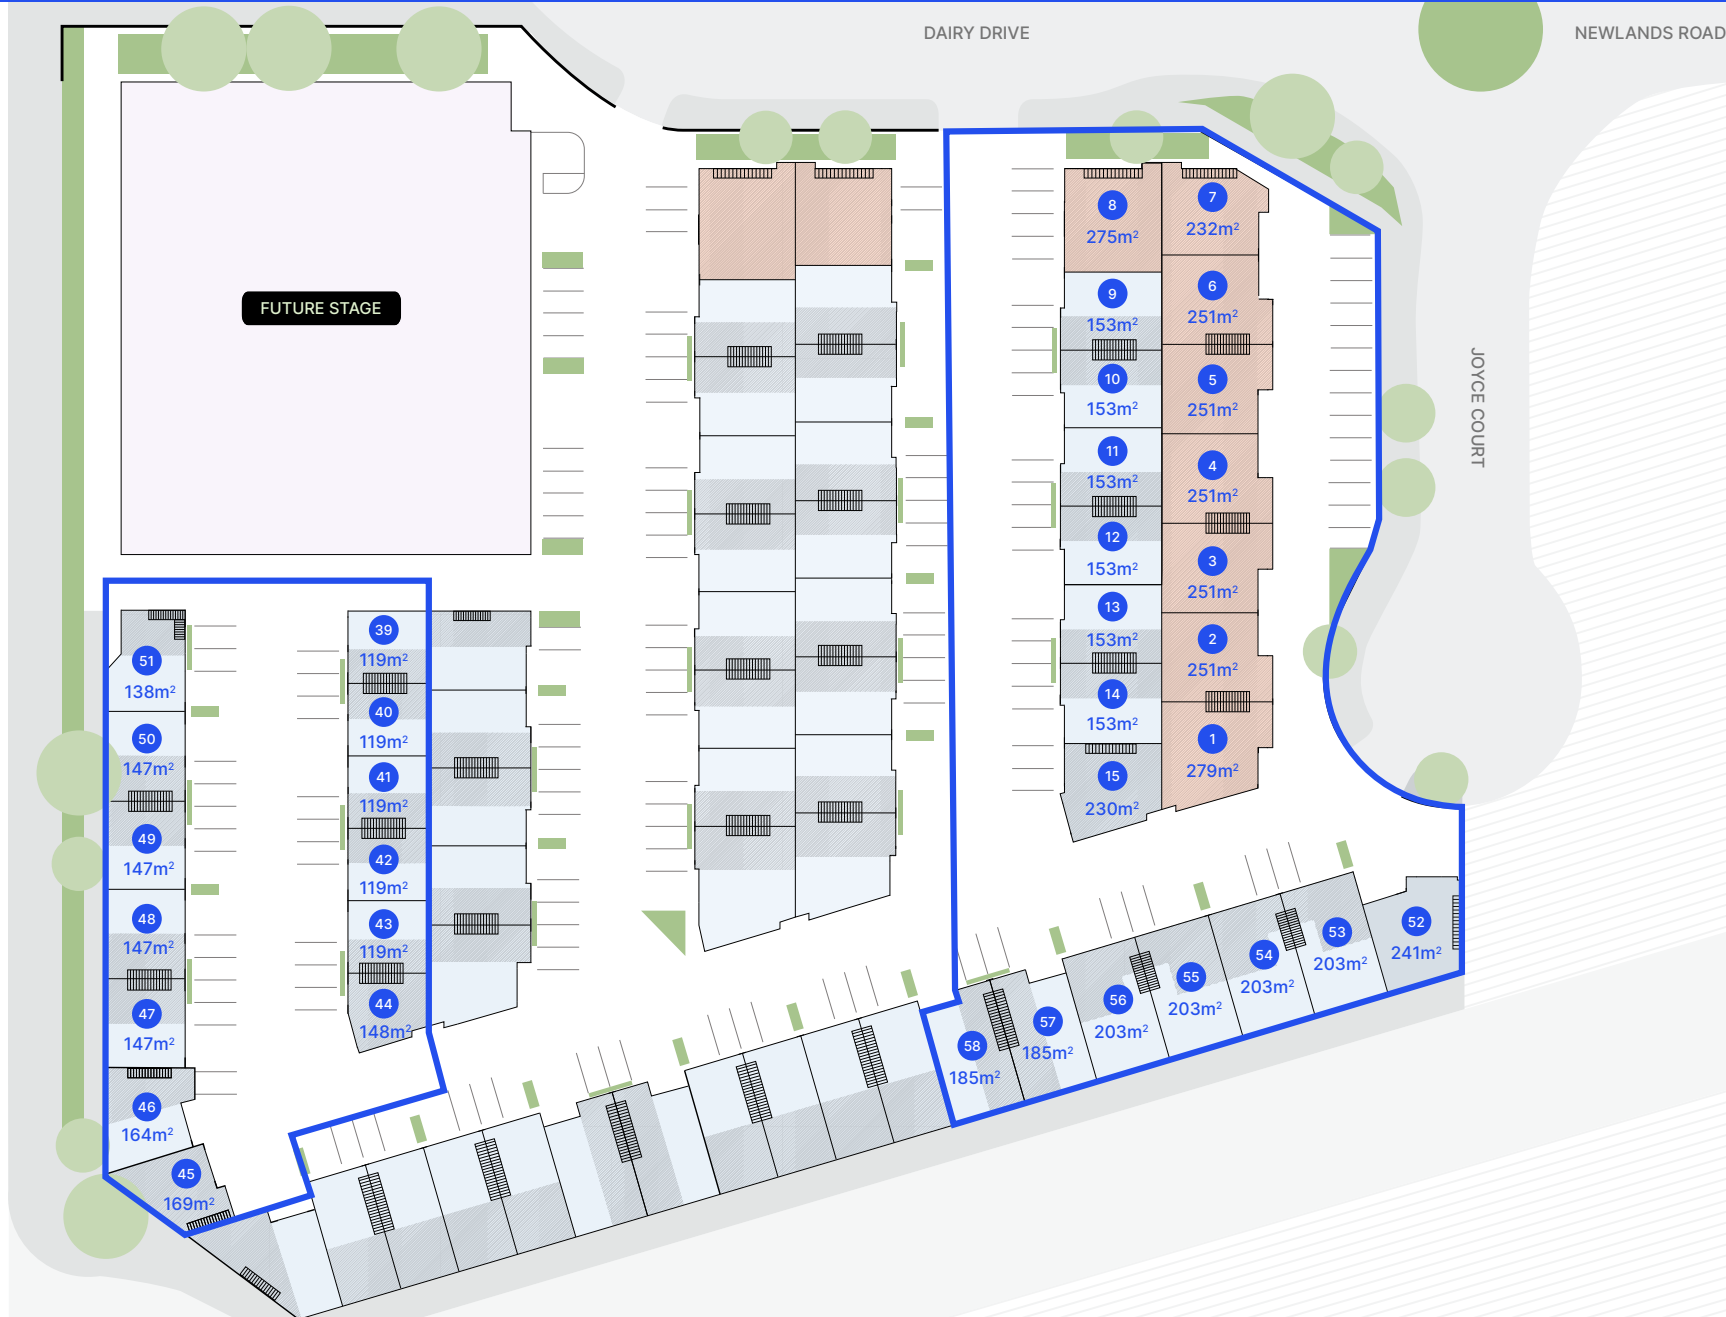 DAIRY DRIVE
NEWLANDS ROAD
FUTURE STAGE
JOYCE COURT
8
275m²
7
232m²
9
153m²
6
251m²
10
153m²
5
251m²
11
153m²
4
251m²
12
153m²
3
251m²
13
153m²
2
251m²
14
153m²
1
279m²
15
230m²
39
119m²
40
119m²
41
119m²
42
119m²
43
119m²
44
148m²
51
138m²
50
147m²
49
147m²
48
147m²
47
147m²
46
164m²
45
169m²
52
241m²
53
203m²
54
203m²
55
203m²
56
203m²
57
185m²
58
185m²